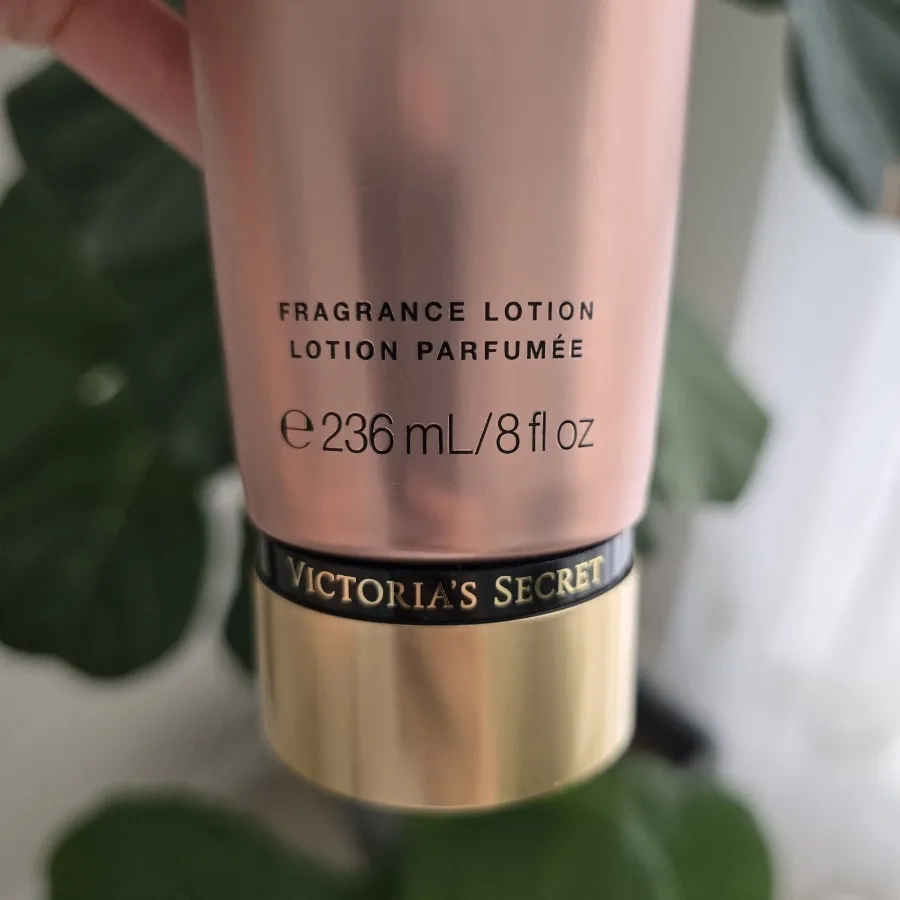 FRAGRANCE LOTION
LOTION PARFUMÉE
℮ 236 mL/8 fl oz
VICTORIA'S SECRET